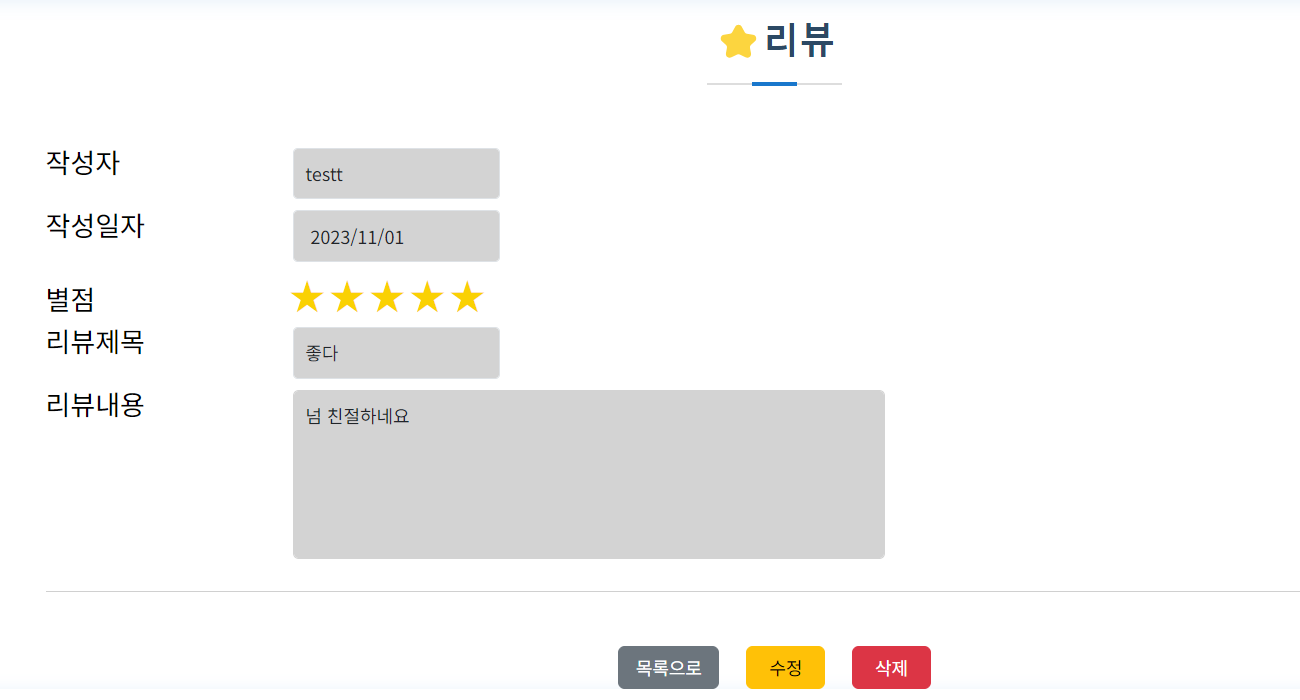 리뷰
작성자 testt
작성일자 2023/11/01
별점
리뷰제목 좋다
리뷰내용 넘 친절하네요
목록으로 수정 삭제